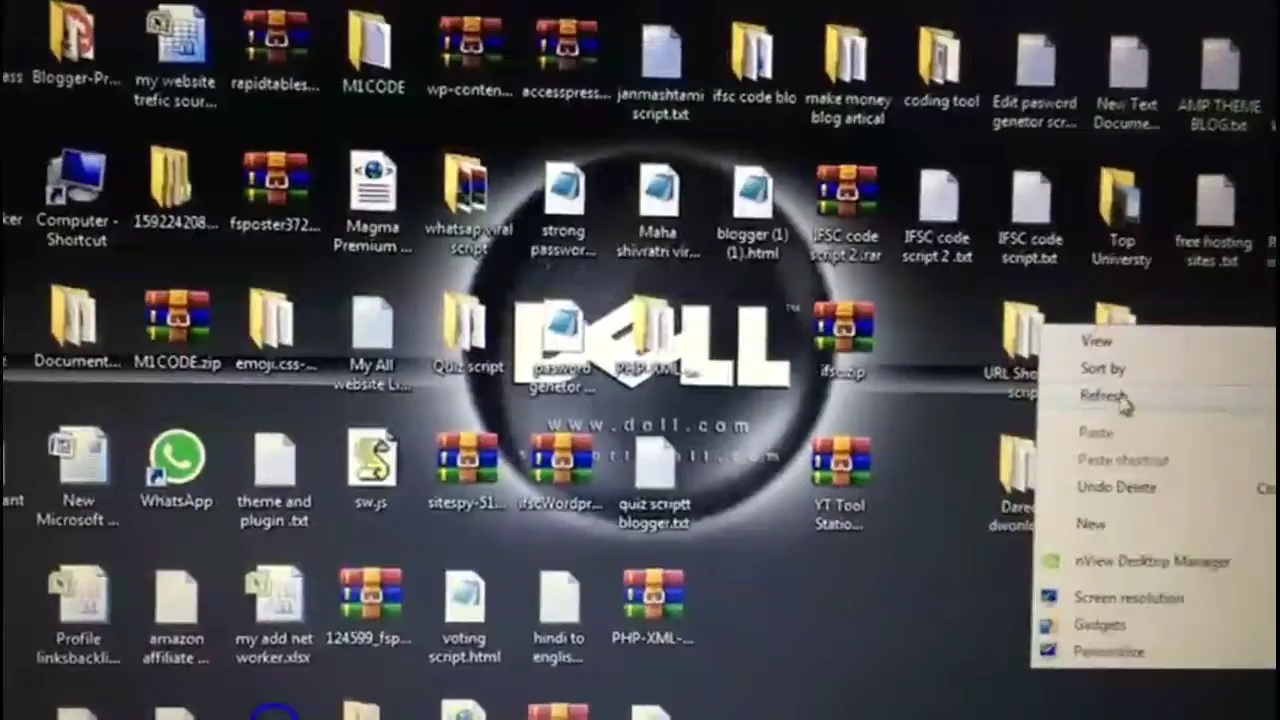 ass
Blogger-Pr...
my website
trefic sour...
rapidtables...
M1CODE
wp-conten...
accesspress...
janmashtami
script.txt
ifsc code blo
make money
blog artical
coding tool
Edit pasword
genetor scr...
New Text
Docume...
AMP THEME
BLOG.txt
ker
Computer -
Shortcut
159224208...
fsposter372...
Magma
Premium ...
whatsap viral
script
strong
passwor...
Maha
shivratri vir...
blogger (1)
(1).html
IFSC code
script 2 .rar
IFSC code
script 2 .txt
IFSC code
script.txt
Top
Universty
free hosting
sites .txt
Document...
M1CODE.zip
emoji.css-...
My All
website Li...
Quiz script
pasword
genetor ...
PHP-XML-...
ifsc.zip
URL Sho
scrip
DELL™
www.dell.com
ant
New
Microsoft ...
WhatsApp
theme and
plugin .txt
sw.js
sitespy-51...
ifscWordpr...
quiz scriptt
blogger.txt
YT Tool
Statio...
Dare
dwonlo
Profile
linksbackli...
amazon
affiliate ...
my add net
worker.xlsx
124599_fsp...
voting
script.html
hindi to
englis...
PHP-XML-...
View
Sort by
Refresh
Paste
Paste shortcut
Undo Delete
New
nView Desktop Manager
Screen resolution
Gadgets
Personalize